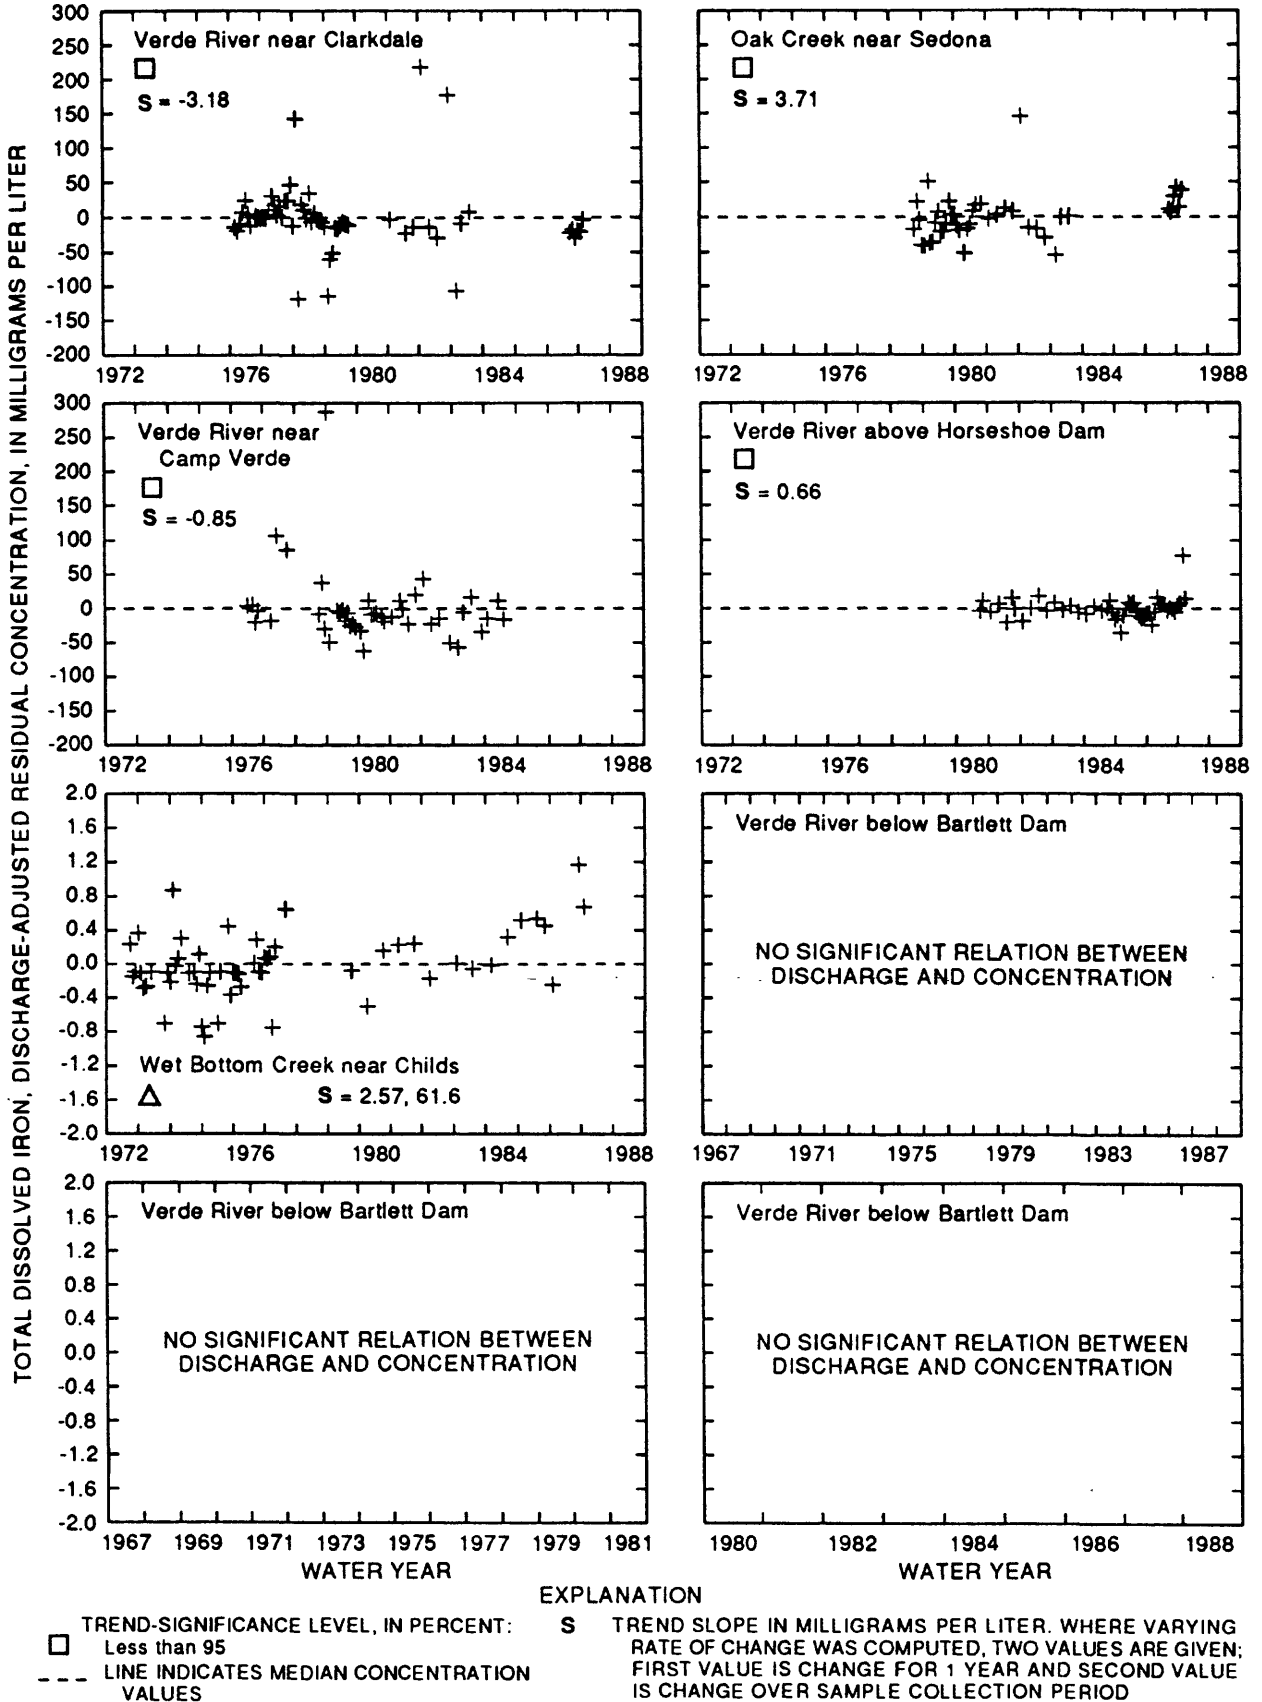 TOTAL DISSOLVED IRON, DISCHARGE-ADJUSTED RESIDUAL CONCENTRATION, IN MILLIGRAMS PER LITER
300
250
200
150
100
50
0
-50
-100
-150
-200
Verde River near Clarkdale
S = -3.18
1972 1976 1980 1984 1988
Oak Creek near Sedona
S = 3.71
1972 1976 1980 1984 1988
300
250
200
150
100
50
0
-50
-100
-150
-200
Verde River near
Camp Verde
S = -0.85
1972 1976 1980 1984 1988
Verde River above Horseshoe Dam
S = 0.66
1972 1976 1980 1984 1988
2.0
1.6
1.2
0.8
0.4
0.0
-0.4
-0.8
-1.2
-1.6
-2.0
Wet Bottom Creek near Childs
S = 2.57, 61.6
1972 1976 1980 1984 1988
Verde River below Bartlett Dam
NO SIGNIFICANT RELATION BETWEEN
DISCHARGE AND CONCENTRATION
1967 1971 1975 1979 1983 1987
2.0
1.6
1.2
0.8
0.4
0.0
-0.4
-0.8
-1.2
-1.6
-2.0
Verde River below Bartlett Dam
NO SIGNIFICANT RELATION BETWEEN
DISCHARGE AND CONCENTRATION
1967 1969 1971 1973 1975 1977 1979 1981
WATER YEAR
Verde River below Bartlett Dam
NO SIGNIFICANT RELATION BETWEEN
DISCHARGE AND CONCENTRATION
1980 1982 1984 1986 1988
WATER YEAR
EXPLANATION
TREND-SIGNIFICANCE LEVEL, IN PERCENT:
Less than 95
LINE INDICATES MEDIAN CONCENTRATION
VALUES
S TREND SLOPE IN MILLIGRAMS PER LITER. WHERE VARYING
RATE OF CHANGE WAS COMPUTED, TWO VALUES ARE GIVEN;
FIRST VALUE IS CHANGE FOR 1 YEAR AND SECOND VALUE
IS CHANGE OVER SAMPLE COLLECTION PERIOD